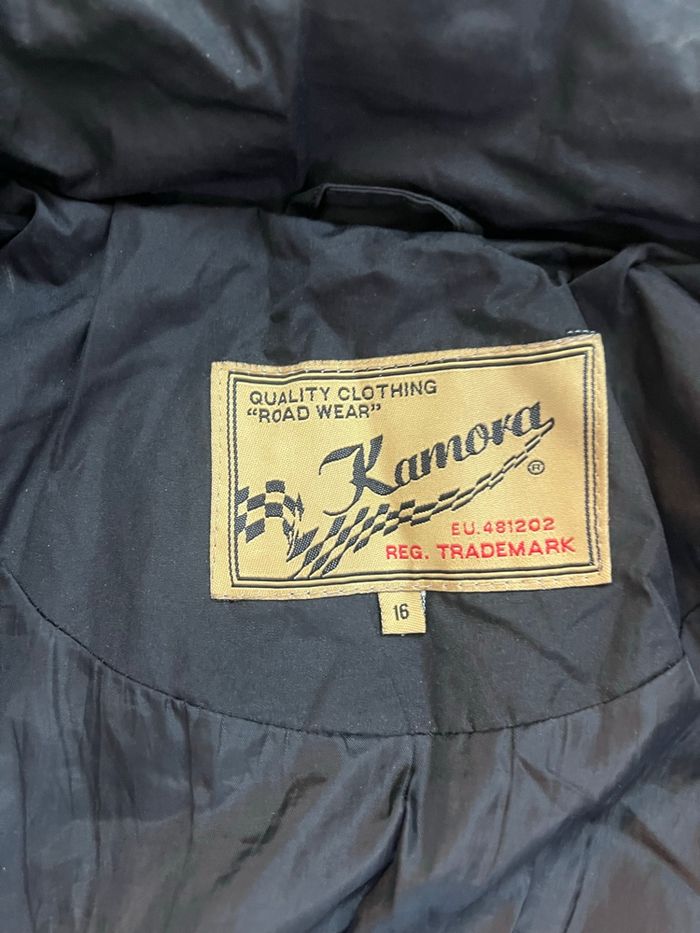 QUALITY CLOTHING
“ROAD WEAR”
Kamora
®
EU.481202
REG. TRADEMARK
16